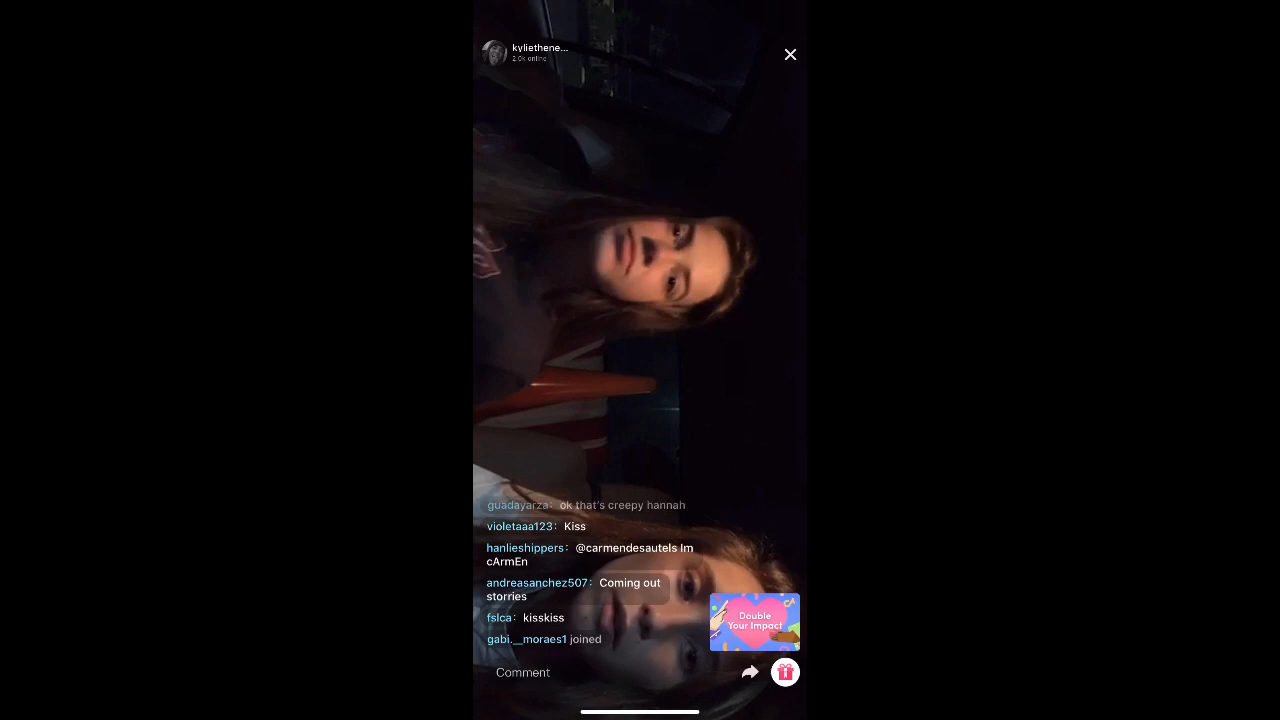 kyliethene...
2.0k online
guadayarza: ok that's creepy hannah
violetaaa123: Kiss
hanlieshippers: @carmendesautels Im
cArmEn
andreasanchez507: Coming out
stories
fslca: kisskiss
gabi.__moraes1 joined
Double
Your Impact
Comment